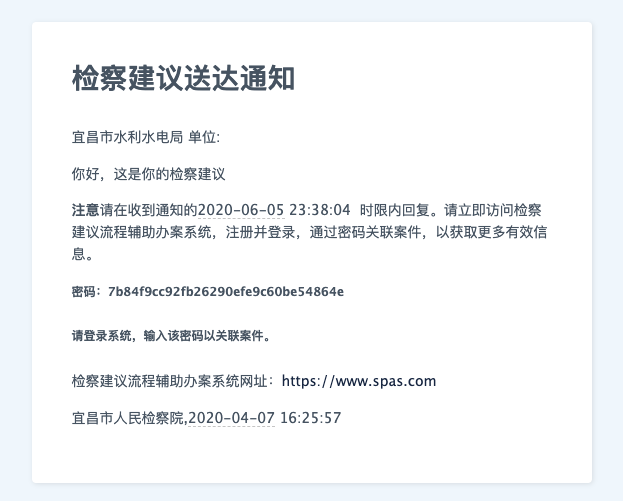 检察建议送达通知
宜昌市水利水电局 单位:
你好，这是你的检察建议
注意请在收到通知的2020-06-05 23:38:04 时限内回复。请立即访问检察
建议流程辅助办案系统，注册并登录，通过密码关联案件，以获取更多有效信
息。
密码：7b84f9cc92fb26290efe9c60be54864e
请登录系统，输入该密码以关联案件。
检察建议流程辅助办案系统网址：https://www.spas.com
宜昌市人民检察院,2020-04-07 16:25:57